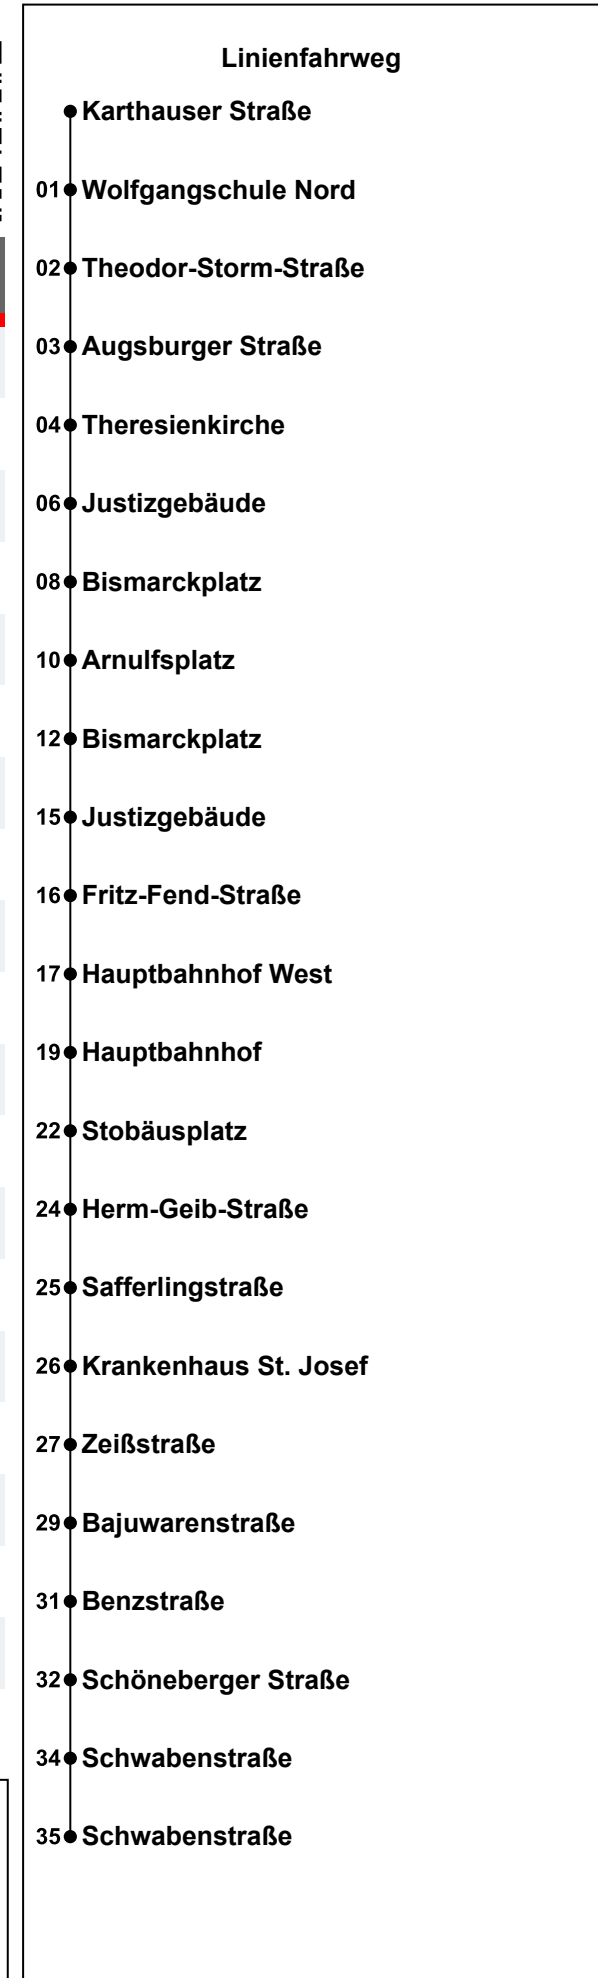 Linienfahrweg
Karthauser Straße
01 Wolfgangschule Nord
02 Theodor-Storm-Straße
03 Augsburger Straße
04 Theresienkirche
06 Justizgebäude
08 Bismarckplatz
10 Arnulfsplatz
12 Bismarckplatz
15 Justizgebäude
16 Fritz-Fend-Straße
17 Hauptbahnhof West
19 Hauptbahnhof
22 Stobäusplatz
24 Herm-Geib-Straße
25 Safferlingstraße
26 Krankenhaus St. Josef
27 Zeißstraße
29 Bajuwarenstraße
31 Benzstraße
32 Schöneberger Straße
34 Schwabenstraße
35 Schwabenstraße